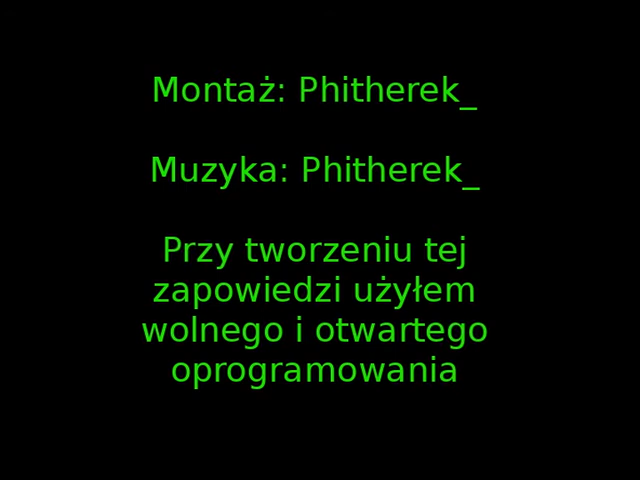 Montaż: Phitherek_
Muzyka: Phitherek_
Przy tworzeniu tej
zapowiedzi użyłem
wolnego i otwartego
oprogramowania